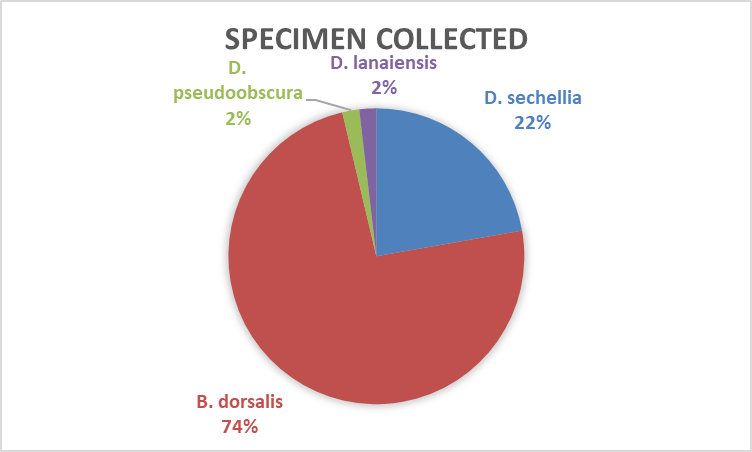 SPECIMEN COLLECTED
D.
pseudoobscura
2%
D. lanaiensis
2%
D. sechellia
22%
B. dorsalis
74%